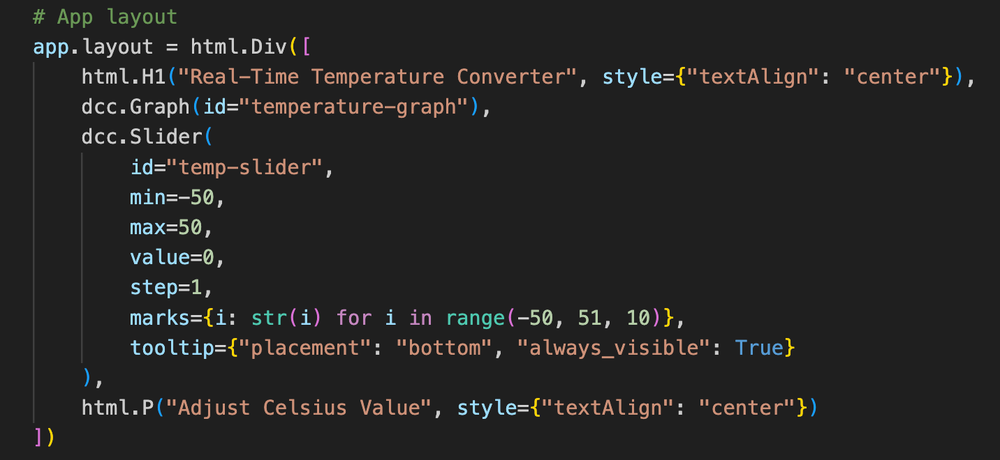 # App layout
app.layout = html.Div([
    html.H1("Real-Time Temperature Converter", style={"textAlign": "center"}),
    dcc.Graph(id="temperature-graph"),
    dcc.Slider(
        id="temp-slider",
        min=-50,
        max=50,
        value=0,
        step=1,
        marks={i: str(i) for i in range(-50, 51, 10)},
        tooltip={"placement": "bottom", "always_visible": True}
    ),
    html.P("Adjust Celsius Value", style={"textAlign": "center"})
])